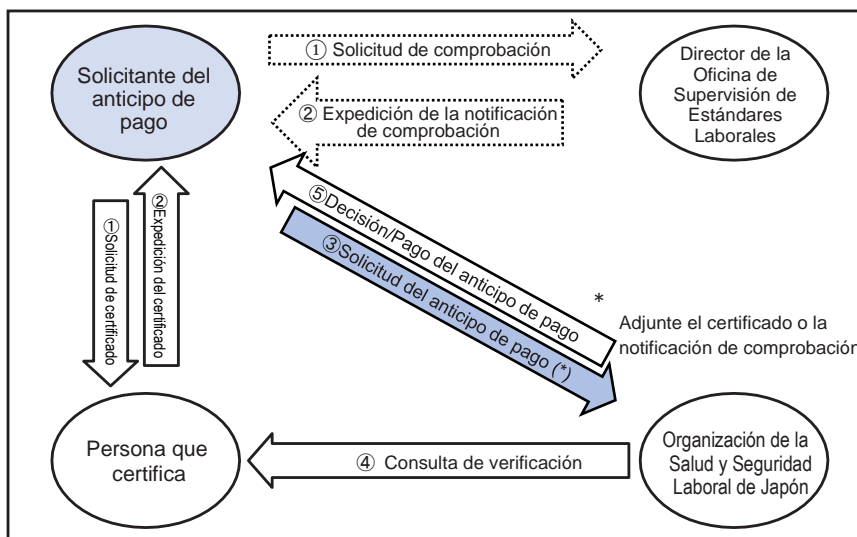 Solicitante del
anticipo de
pago
① Solicitud de comprobación
Director de la
Oficina de
Supervisión de
Estándares
Laborales
② Expedición de la notificación
de comprobación
①Solicitud de certificado
②Expedición del certificado
⑤Decisión/Pago del anticipo de pago
③Solicitud del anticipo de pago (*)
*
Adjunte el certificado o la
notificación de comprobación
Persona que
certifica
④ Consulta de verificación
Organización de la
Salud y Seguridad
Laboral de Japón